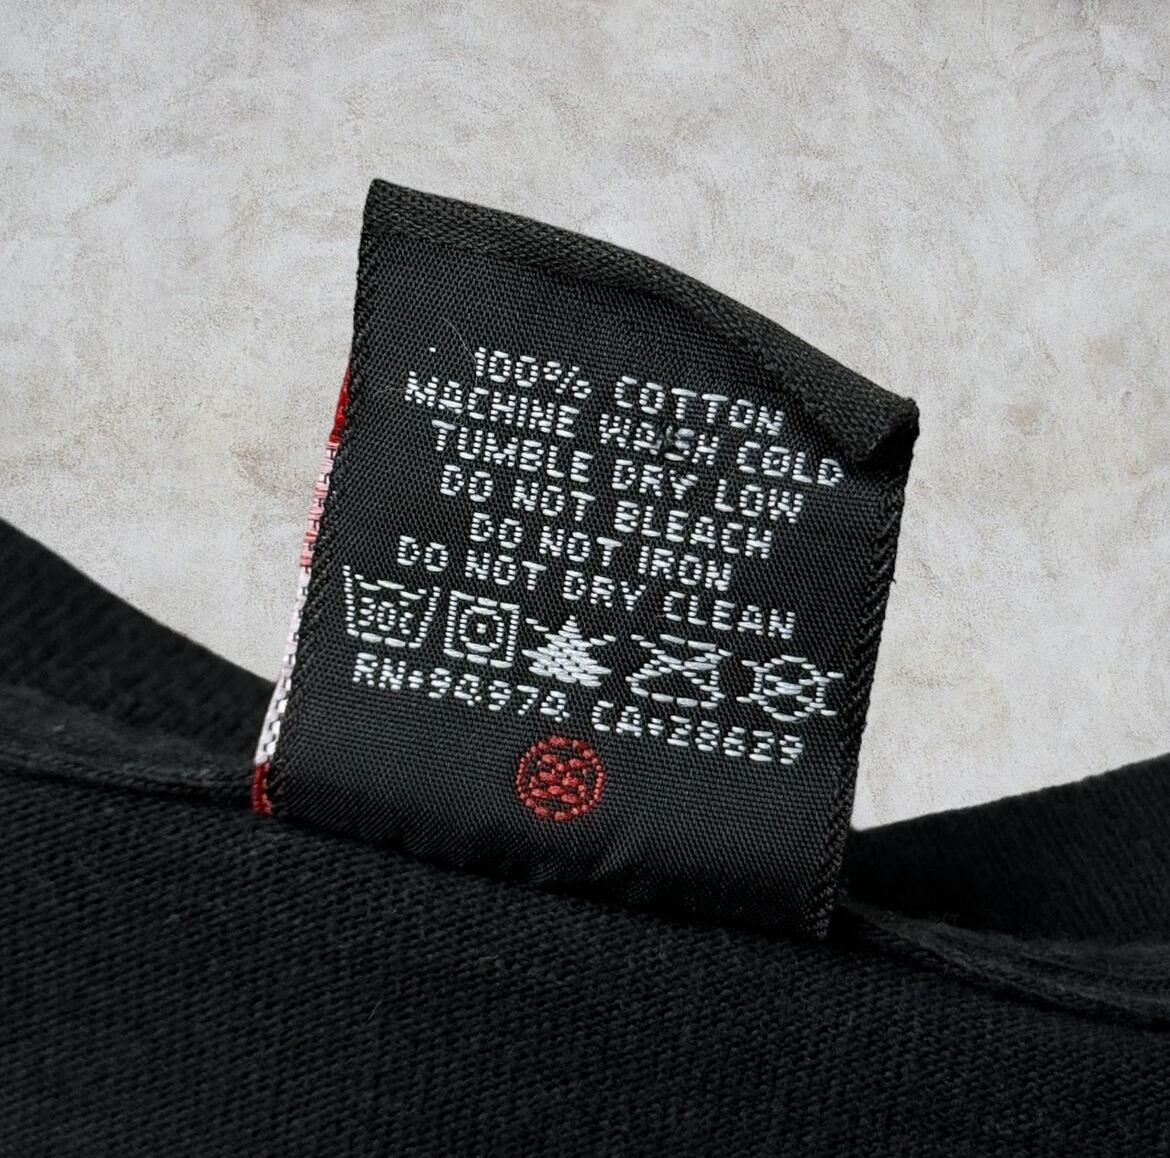 100% COTTON
MACHINE WASH COLD
TUMBLE DRY LOW
DO NOT BLEACH
DO NOT IRON
DO NOT DRY CLEAN
30c
RN#94974 CA#28629